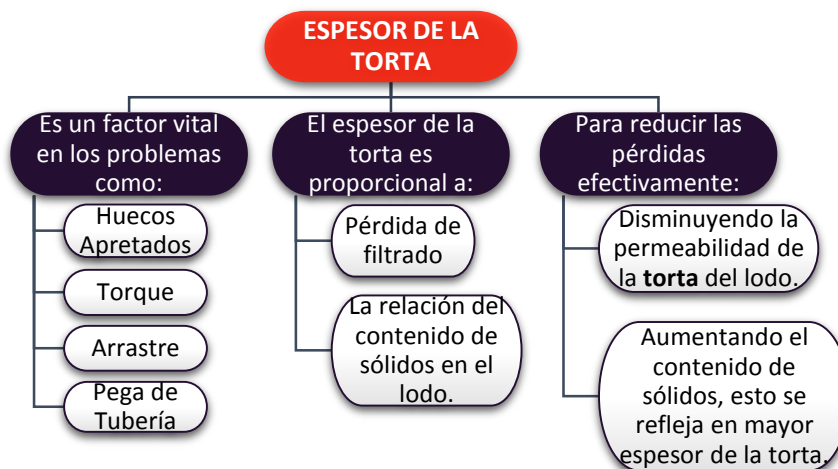 ESPESOR DE LA
TORTA
Es un factor vital
en los problemas
como:
Huecos
Apretados
Torque
Arrastre
Pega de
Tubería
El espesor de la
torta es
proporcional a:
Pérdida de
filtrado
La relación del
contenido de
sólidos en el
lodo.
Para reducir las
pérdidas
efectivamente:
Disminuyendo la
permeabilidad de
la torta del lodo.
Aumentando el
contenido de
sólidos, esto se
refleja en mayor
espesor de la torta.